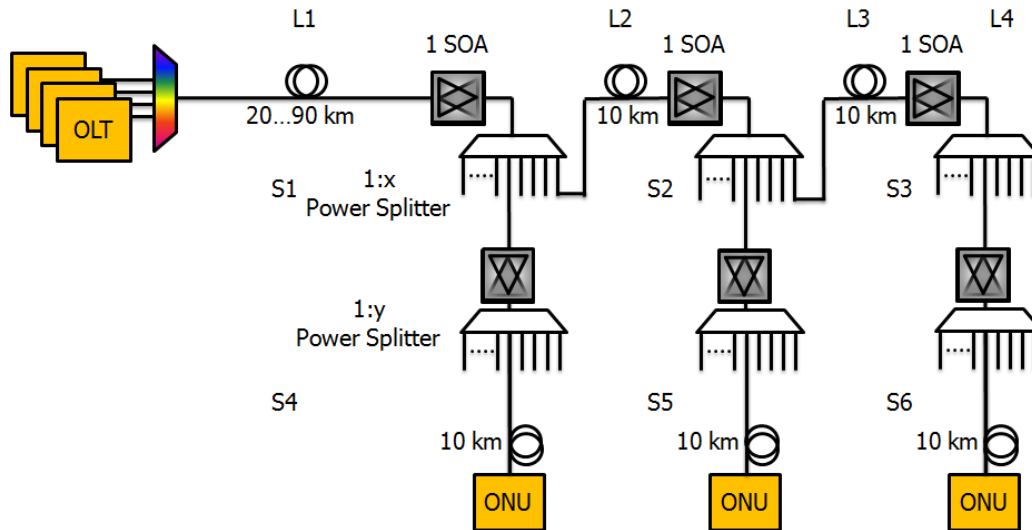 L1
L2
L3
L4
1 SOA
1 SOA
1 SOA
OLT
20...90 km
10 km
10 km
S1
1:x
Power Splitter
S2
S3
1:y
Power Splitter
S4
S5
S6
10 km
10 km
10 km
ONU
ONU
ONU